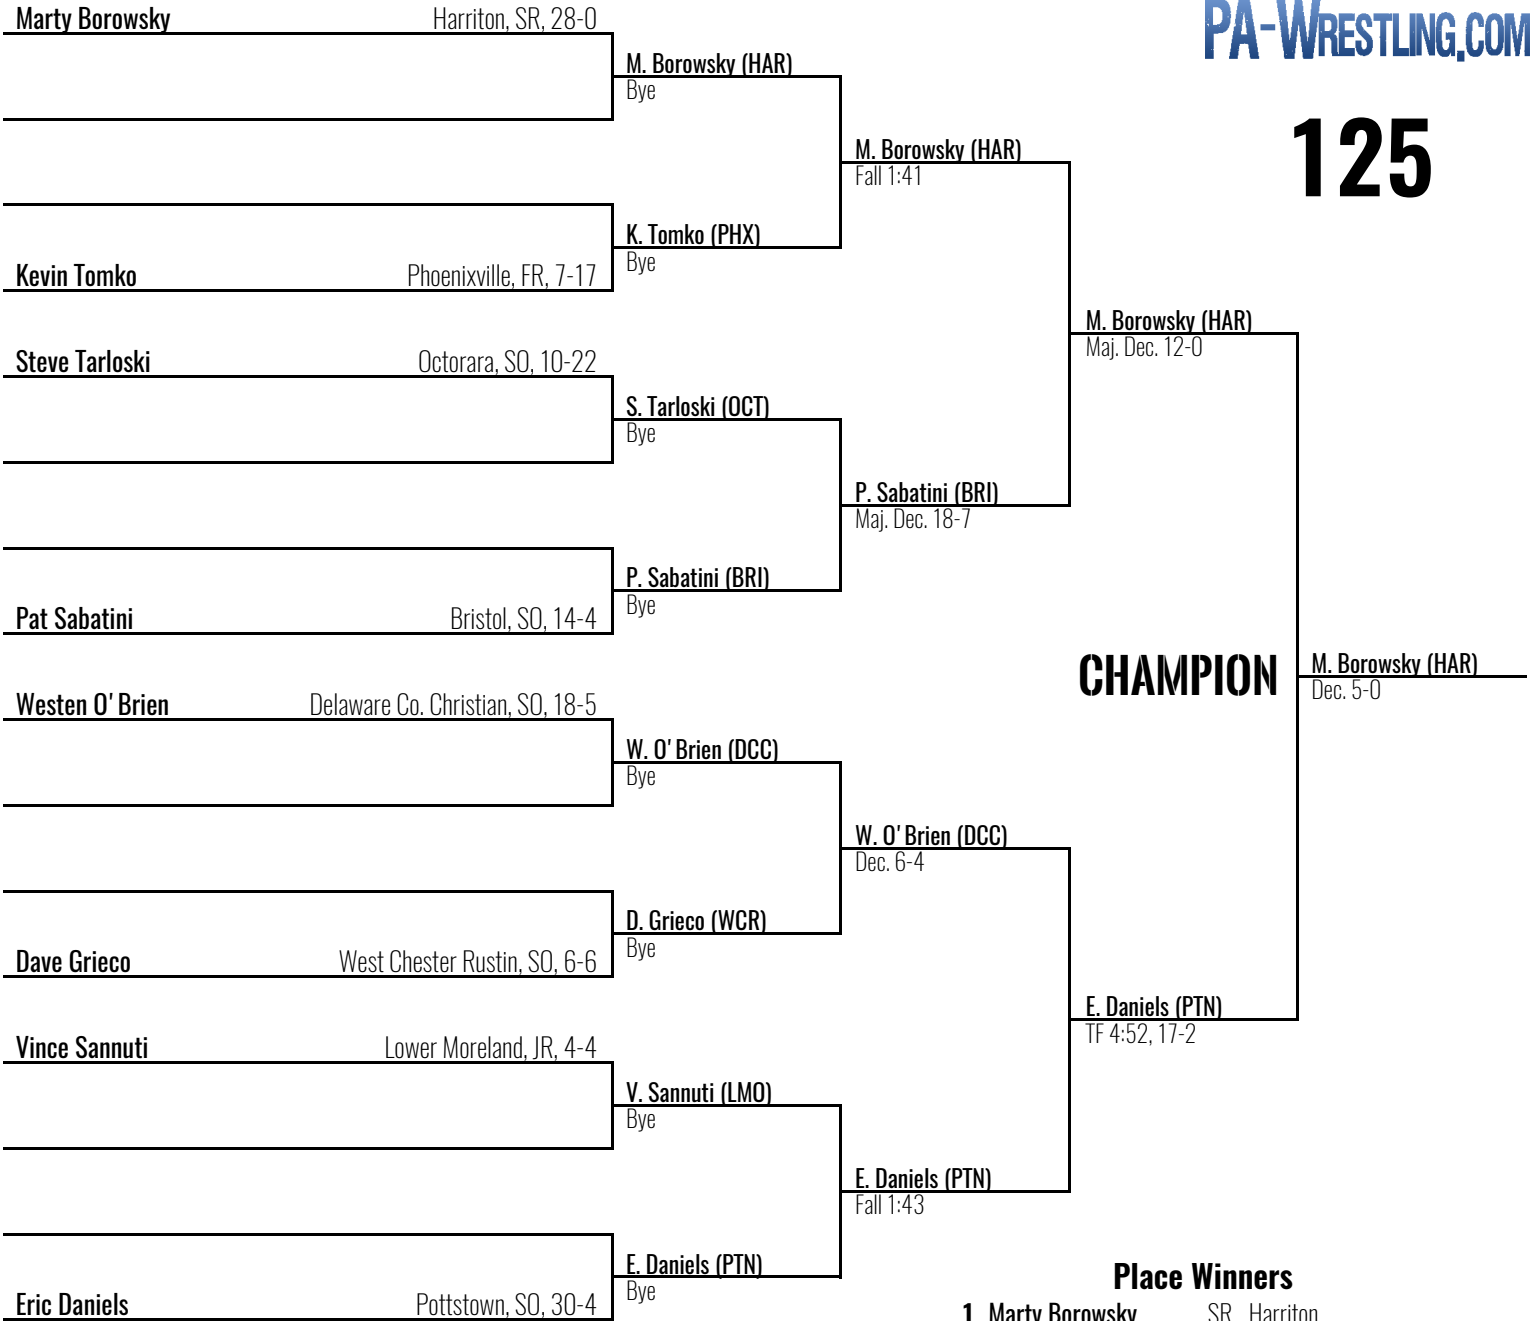 Marty Borowsky Harriton, SR, 28-0
PA-WRESTLING.COM
M. Borowsky (HAR)
Bye
125
M. Borowsky (HAR)
Fall 1:41
K. Tomko (PHX)
Bye
Kevin Tomko Phoenixville, FR, 7-17
M. Borowsky (HAR)
Maj. Dec. 12-0
Steve Tarloski Octorara, SO, 10-22
S. Tarloski (OCT)
Bye
P. Sabatini (BRI)
Maj. Dec. 18-7
P. Sabatini (BRI)
Bye
Pat Sabatini Bristol, SO, 14-4
CHAMPION
M. Borowsky (HAR)
Dec. 5-0
Westen O'Brien Delaware Co. Christian, SO, 18-5
W. O'Brien (DCC)
Bye
W. O'Brien (DCC)
Dec. 6-4
D. Grieco (WCR)
Bye
Dave Grieco West Chester Rustin, SO, 6-6
E. Daniels (PTN)
TF 4:52, 17-2
Vince Sannuti Lower Moreland, JR, 4-4
V. Sannuti (LMO)
Bye
E. Daniels (PTN)
Fall 1:43
E. Daniels (PTN)
Bye
Eric Daniels Pottstown, SO, 30-4
Place Winners
1 Marty Borowsky SR Harriton